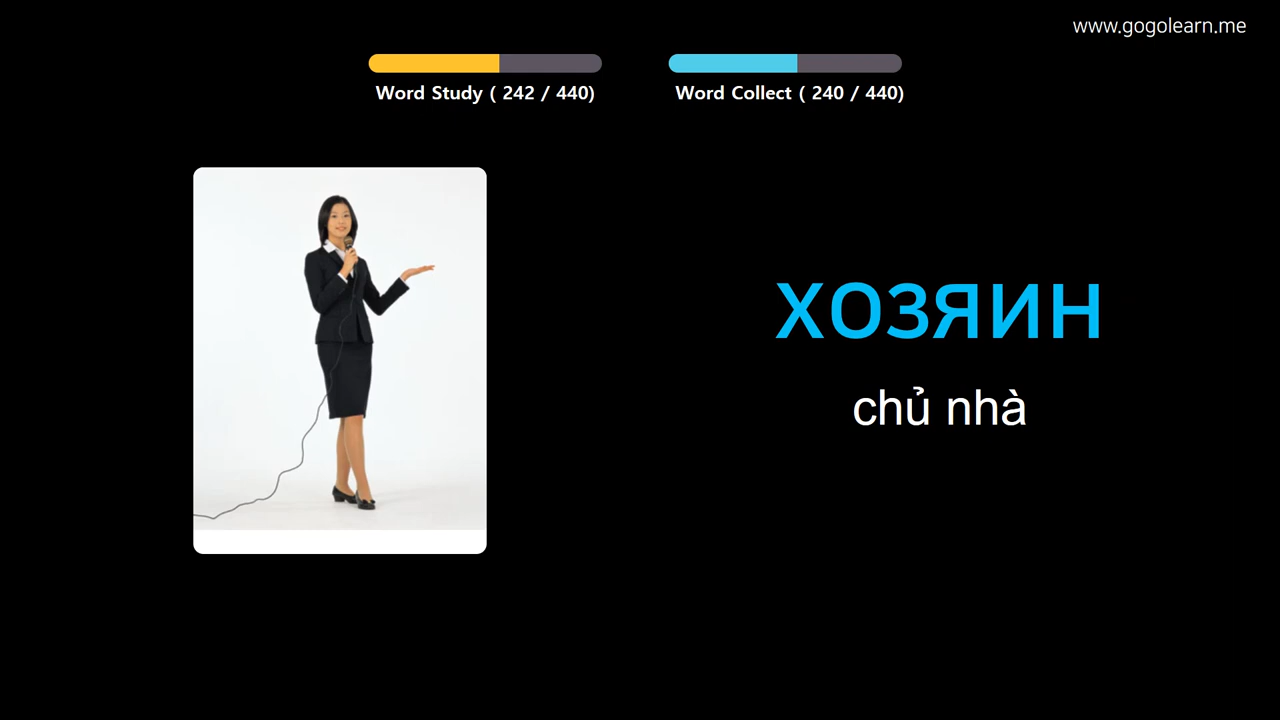 www.gogolearn.me
Word Study ( 242 / 440)
Word Collect ( 240 / 440)
хозяин
chủ nhà